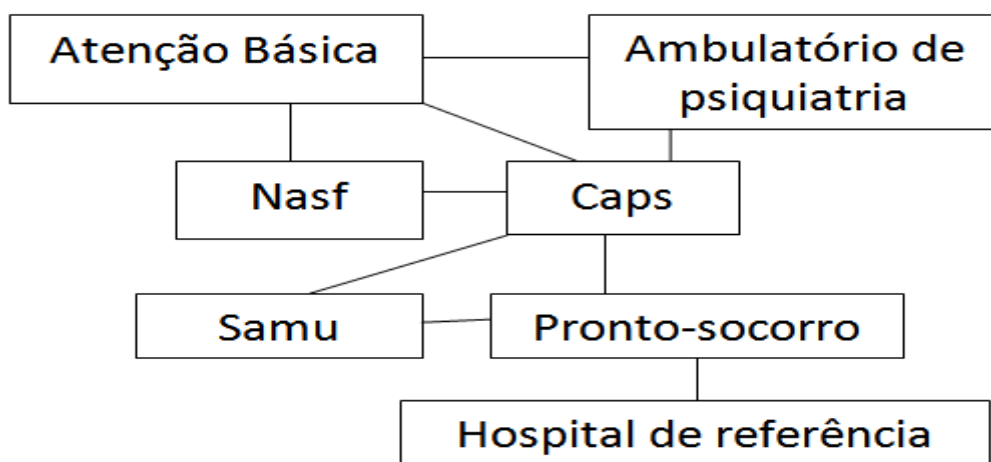 Atenção Básica
Ambulatório de
psiquiatria
Nasf
Caps
Samu
Pronto-socorro
Hospital de referência